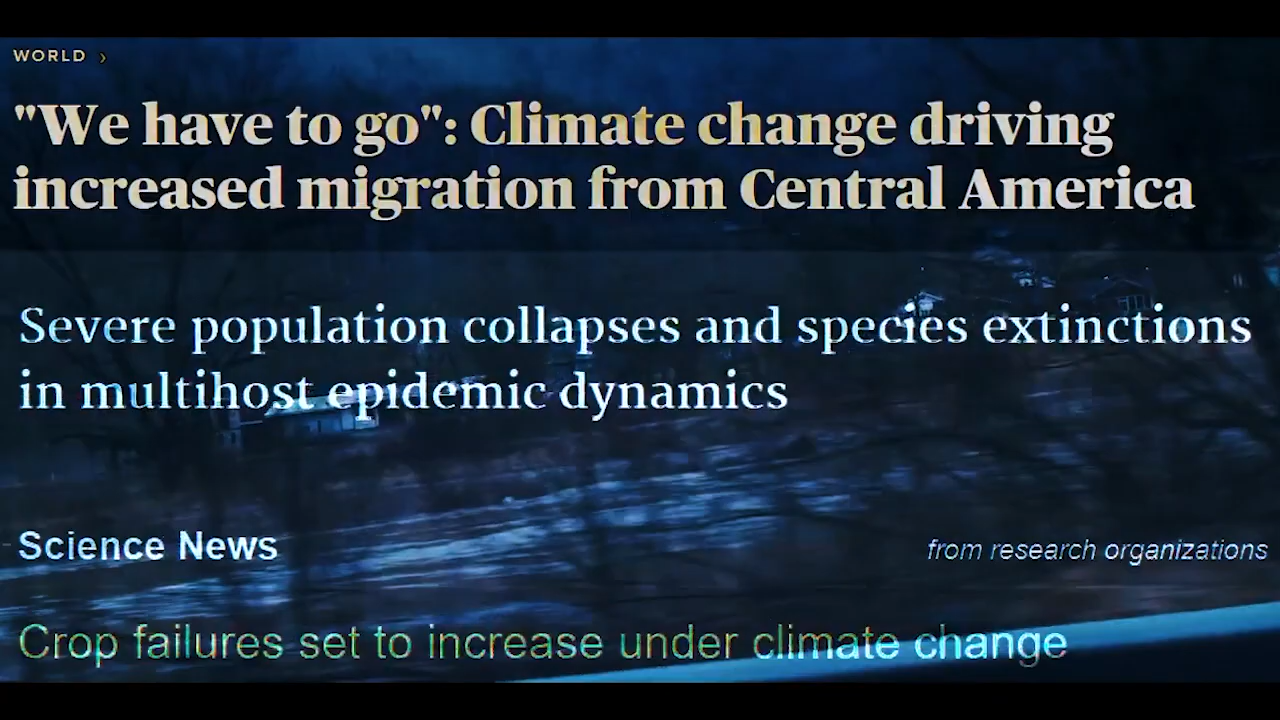 WORLD ›
"We have to go": Climate change driving
increased migration from Central America
Severe population collapses and species extinctions
in multihost epidemic dynamics
Science News
from research organizations
Crop failures set to increase under climate change